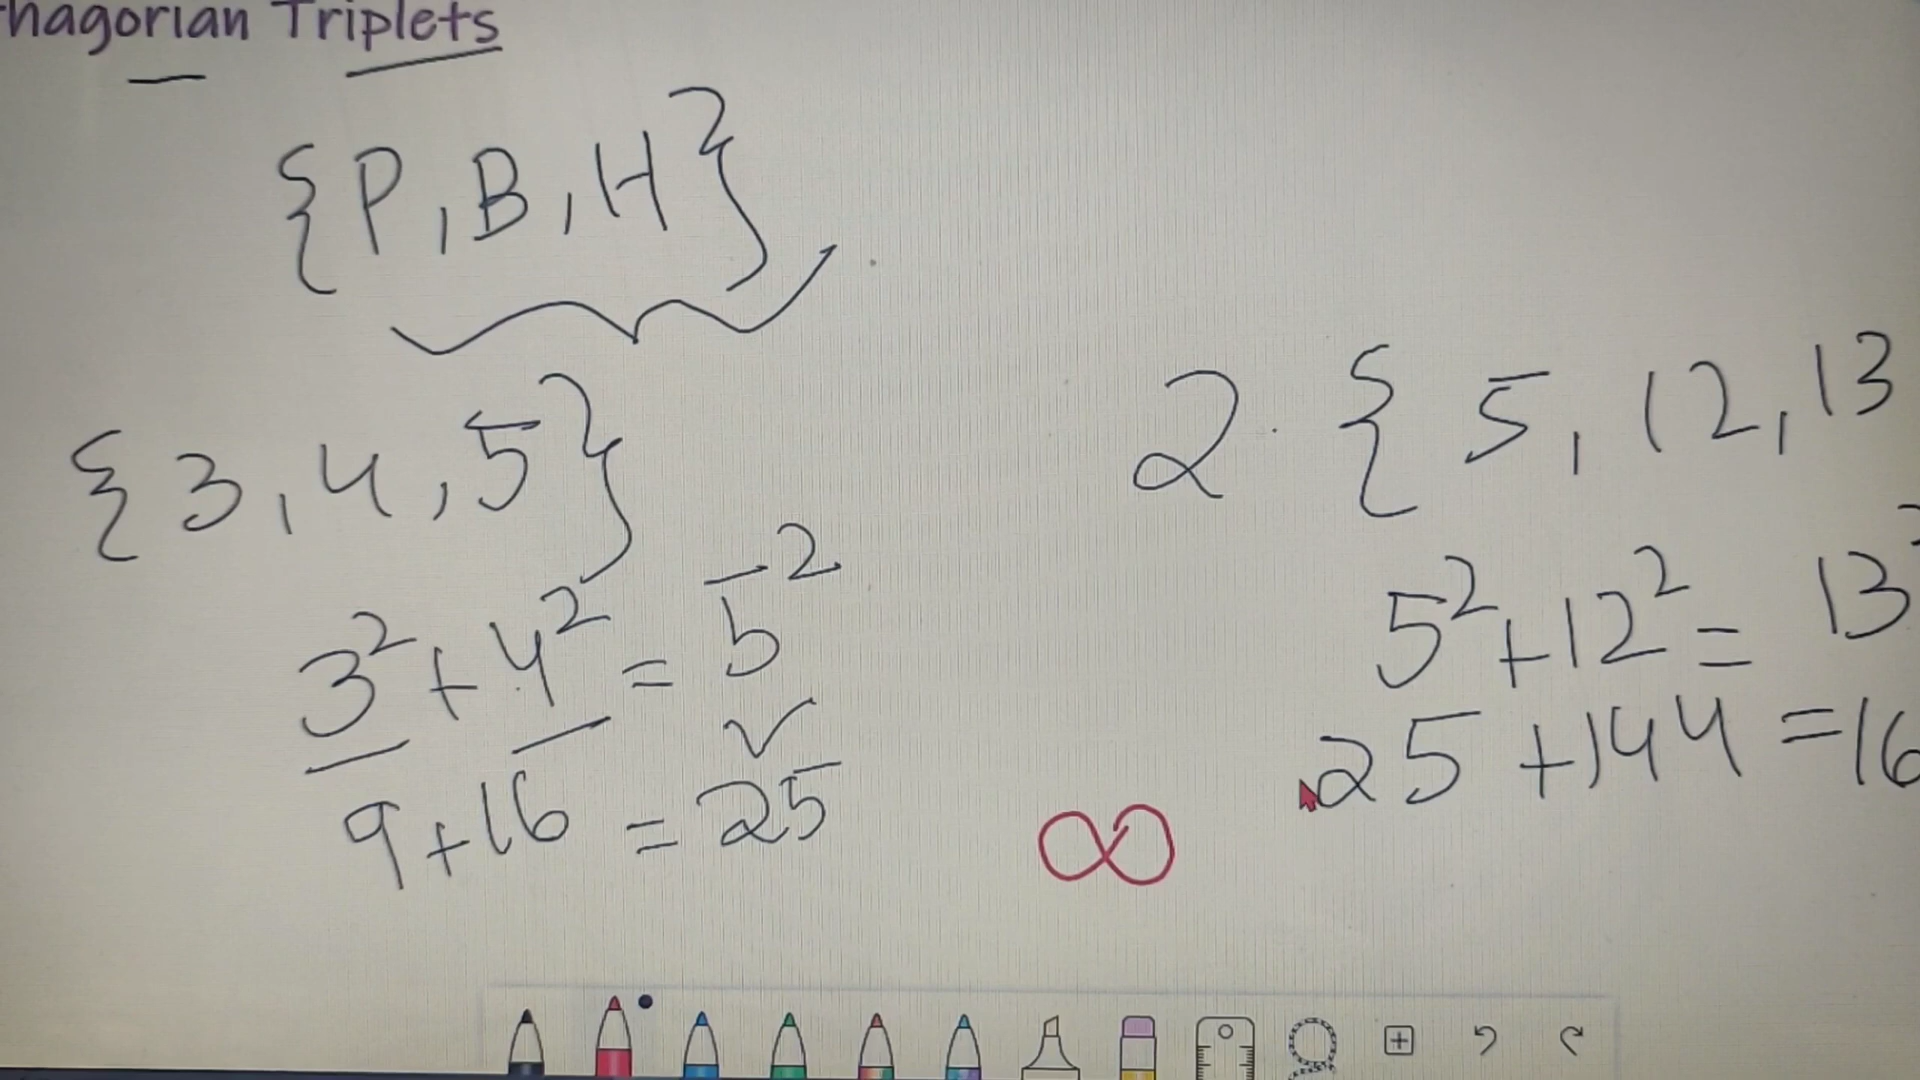 hagorian Triplets
{P, B, H}
{3, 4, 5}
3² + 4² = 5²
9 + 16 = 25
∞
2. {5, 12, 13
5² + 12² = 13²
25 + 144 = 16